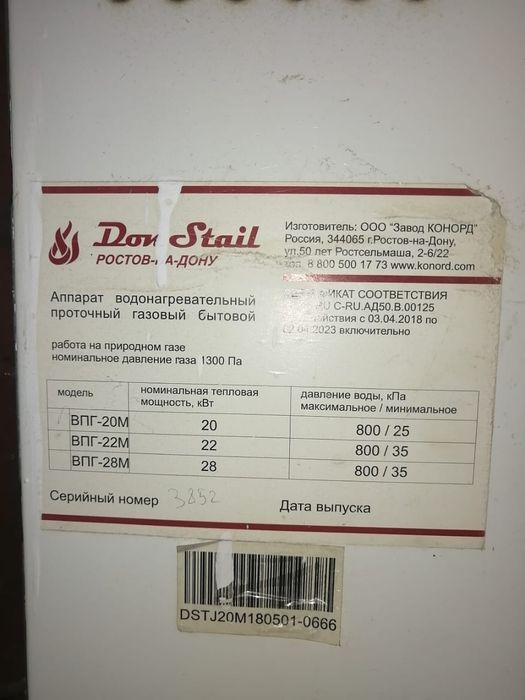 Don Stail
РОСТОВ-НА-ДОНУ
Изготовитель: ООО "Завод КОНОРД"
Россия, 344065 г.Ростов-на-Дону,
ул.50 лет Ростсельмаша, 2-6/22
8 800 500 17 73 www.konord.com
Аппарат водонагревательный
проточный газовый бытовой
ФИКАТ СООТВЕТСТВИЯ
C-RU.АД50.В.00125
действия с 03.04.2018 по
02.04.2023 включительно
работа на природном газе
номинальное давление газа 1300 Па
модель
номинальная тепловая мощность, кВт
давление воды, кПа максимальное / минимальное
ВПГ-20М 20 800 / 25
ВПГ-22М 22 800 / 35
ВПГ-28М 28 800 / 35
Серийный номер 3852 Дата выпуска
DSTJ20M180501-0666